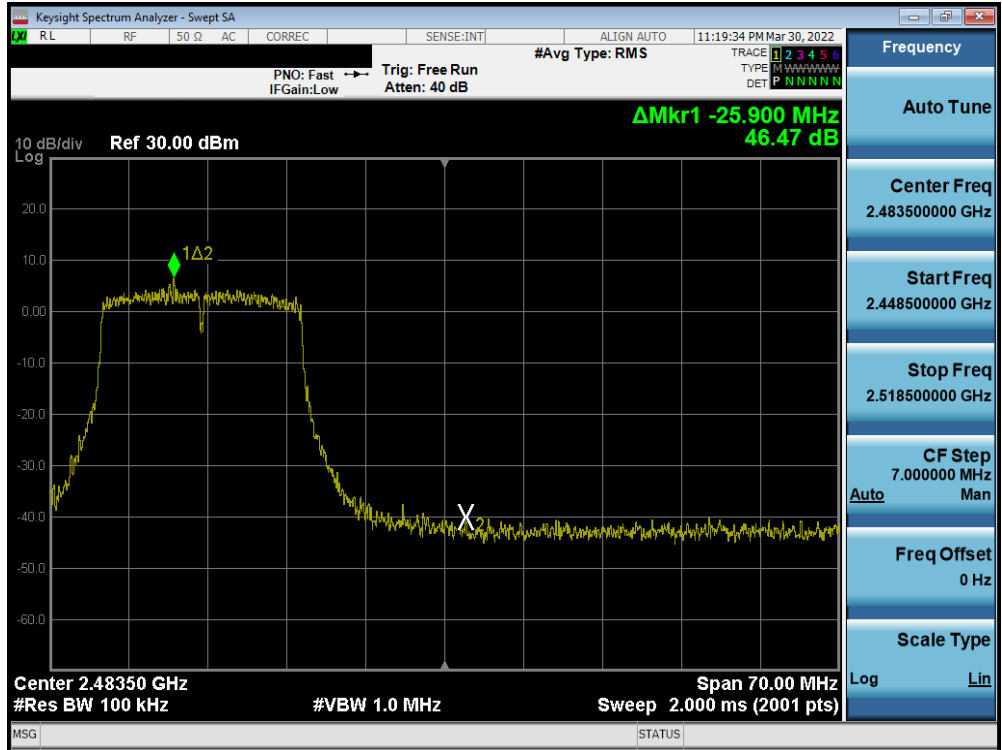 Keysight Spectrum Analyzer - Swept SA
LXI RL RF 50 Ω AC CORREC SENSE:INT ALIGN AUTO 11:19:34 PM Mar 30, 2022
#Avg Type: RMS TRACE 1 2 3 4 5 6
PNO: Fast Trig: Free Run TYPE M WWWWW
IFGain:Low Atten: 40 dB DET P N N N N N
ΔMkr1 -25.900 MHz
46.47 dB
10 dB/div Ref 30.00 dBm
Log
20.0
1Δ2
10.0
0.00
-10.0
-20.0
-30.0
-40.0
X2
-50.0
-60.0
Center 2.48350 GHz Span 70.00 MHz
#Res BW 100 kHz #VBW 1.0 MHz Sweep 2.000 ms (2001 pts)
MSG STATUS
Frequency
Auto Tune
Center Freq
2.483500000 GHz
Start Freq
2.448500000 GHz
Stop Freq
2.518500000 GHz
CF Step
7.000000 MHz
Auto Man
Freq Offset
0 Hz
Scale Type
Log Lin